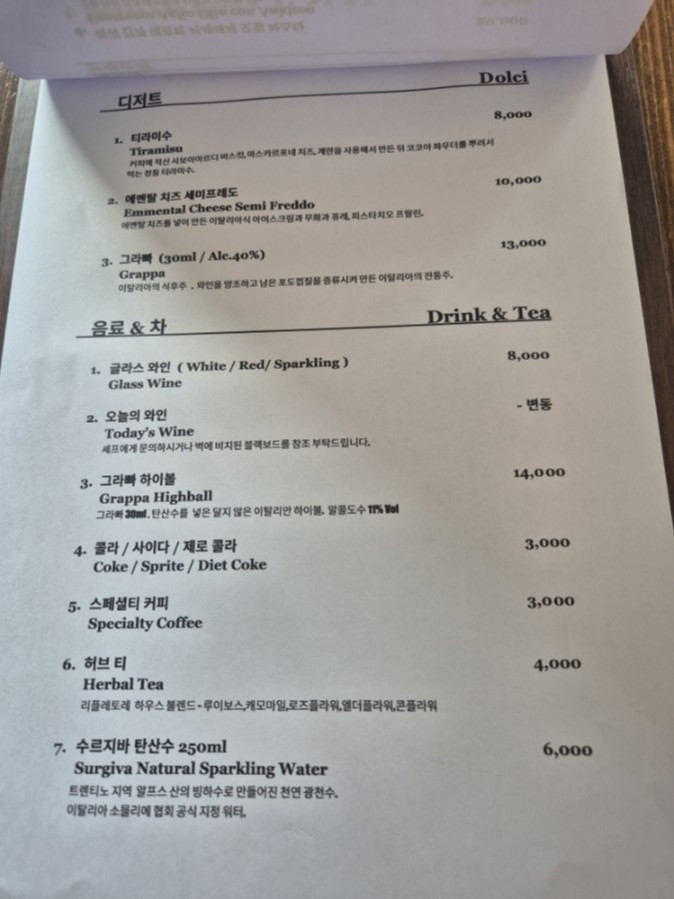 디저트 Dolci
1. 티라미수 8,000
Tiramisu
커피에 적신 사보이아르디 비스킷, 마스카르포네 치즈, 계란을 사용해서 만든 뒤 코코아 파우더를 뿌려서
먹는 정통 티라미수.
2. 에멘탈 치즈 세미프레도 10,000
Emmental Cheese Semi Freddo
에멘탈 치즈를 넣어 만든 이탈리아식 아이스크림과 무화과 퓨레, 피스타치오 프랄린.
3. 그라빠 (30ml / Alc.40%) 13,000
Grappa
이탈리아의 식후주 . 와인을 양조하고 남은 포도껍질을 증류시켜 만든 이탈리아의 전통주.
음료 & 차 Drink & Tea
1. 글라스 와인 ( White / Red/ Sparkling ) 8,000
Glass Wine
2. 오늘의 와인 - 변동
Today's Wine
셰프에게 문의하시거나 벽에 비치된 블랙보드를 참조 부탁드립니다.
3. 그라빠 하이볼 14,000
Grappa Highball
그라빠 30ml , 탄산수를 넣은 달지 않은 이탈리안 하이볼. 알콜도수 11% Vol
4. 콜라 / 사이다 / 제로 콜라 3,000
Coke / Sprite / Diet Coke
5. 스페셜티 커피 3,000
Specialty Coffee
6. 허브 티 4,000
Herbal Tea
리플레토레 하우스 블렌드 - 루이보스,캐모마일,로즈플라워,엘더플라워,콘플라워
7. 수르지바 탄산수 250ml 6,000
Surgiva Natural Sparkling Water
트렌티노 지역 알프스 산의 빙하수로 만들어진 천연 광천수.
이탈리아 소믈리에 협회 공식 지정 워터.